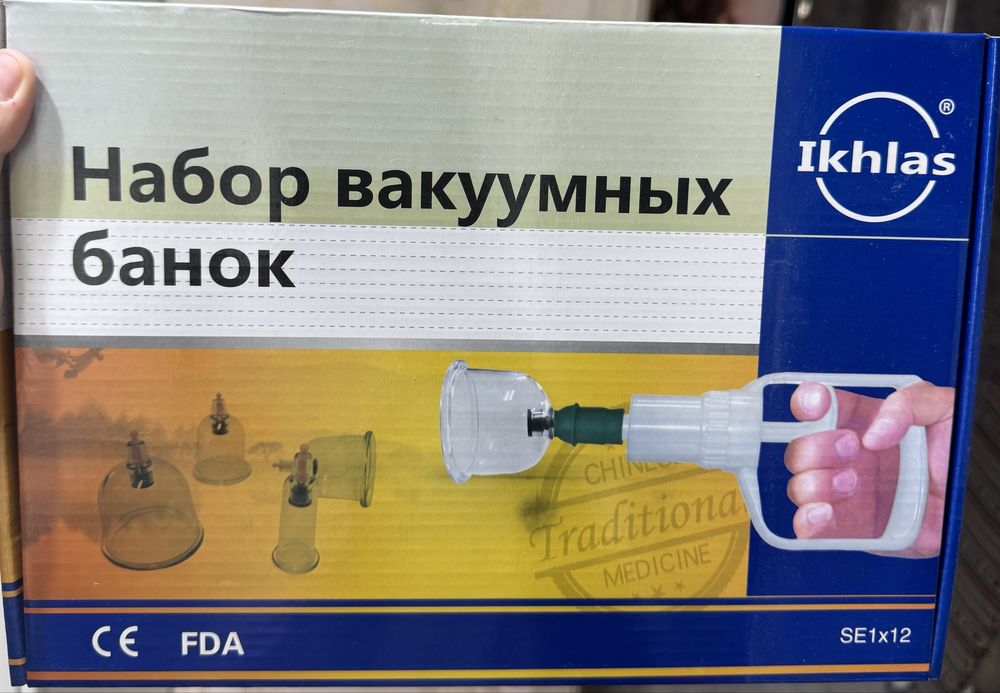 Набор вакуумных
банок
Ikhlas ®
CHINESE
Traditional
MEDICINE
CE FDA
SE1x12